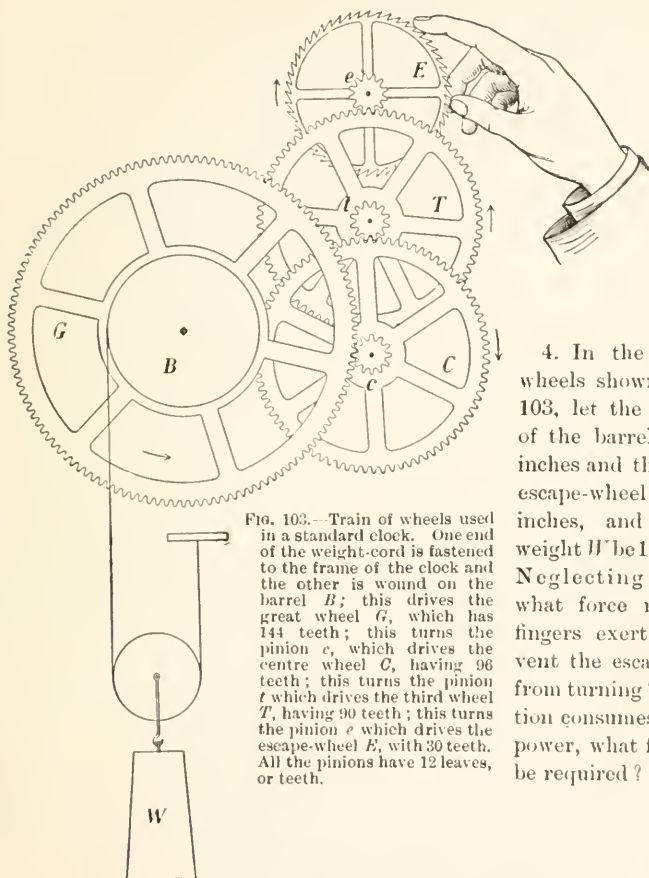 e E
t T
G B C
c
4. In the
wheels shown
103, let the
of the barrel
inches and th
escape-wheel
inches, and
weight W be 1
Neglecting
what force
fingers exert
vent the esca
from turning
tion consumes
power, what f
be required ?
FIG. 103.—Train of wheels used
in a standard clock. One end
of the weight-cord is fastened
to the frame of the clock and
the other is wound on the
barrel B; this drives the
great wheel G, which has
144 teeth; this turns the
pinion c, which drives the
centre wheel C, having 96
teeth; this turns the pinion
t which drives the third wheel
T, having 90 teeth; this turns
the pinion e which drives the
escape-wheel E, with 30 teeth.
All the pinions have 12 leaves,
or teeth.
W